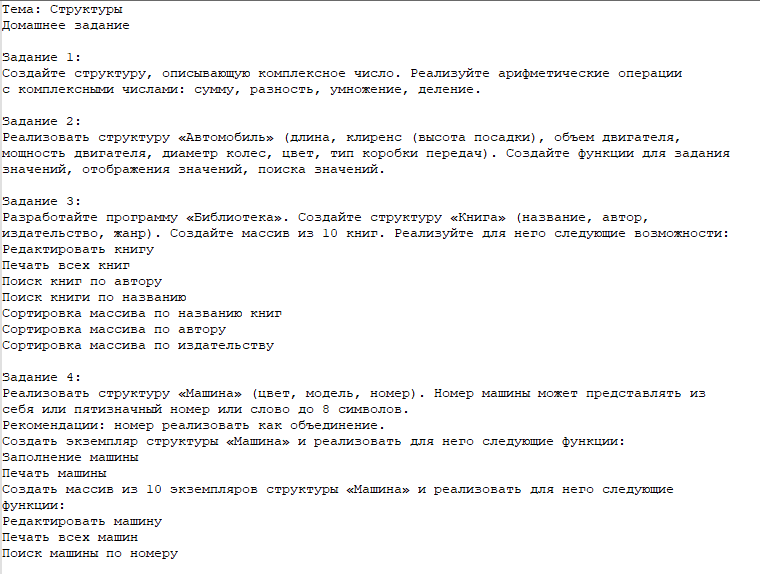 Тема: Структуры
Домашнее задание
Задание 1:
Создайте структуру, описывающую комплексное число. Реализуйте арифметические операции
с комплексными числами: сумму, разность, умножение, деление.
Задание 2:
Реализовать структуру «Автомобиль» (длина, клиренс (высота посадки), объем двигателя,
мощность двигателя, диаметр колес, цвет, тип коробки передач). Создайте функции для задания
значений, отображения значений, поиска значений.
Задание 3:
Разработайте программу «Библиотека». Создайте структуру «Книга» (название, автор,
издательство, жанр). Создайте массив из 10 книг. Реализуйте для него следующие возможности:
Редактировать книгу
Печать всех книг
Поиск книг по автору
Поиск книги по названию
Сортировка массива по названию книг
Сортировка массива по автору
Сортировка массива по издательству
Задание 4:
Реализовать структуру «Машина» (цвет, модель, номер). Номер машины может представлять из
себя или пятизначный номер или слово до 8 символов.
Рекомендации: номер реализовать как объединение.
Создать экземпляр структуры «Машина» и реализовать для него следующие функции:
Заполнение машины
Печать машины
Создать массив из 10 экземпляров структуры «Машина» и реализовать для него следующие
функции:
Редактировать машину
Печать всех машин
Поиск машины по номеру